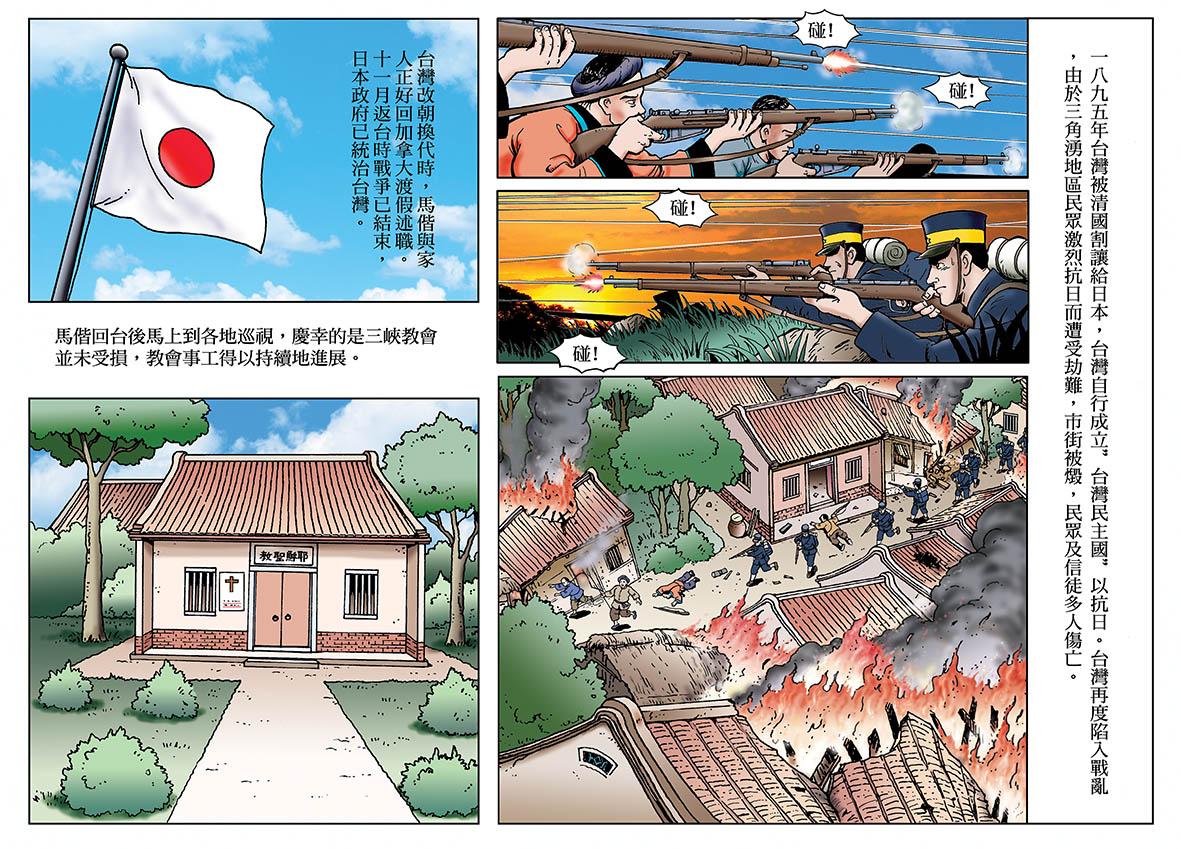 一八九五年台灣被清國割讓給日本，台灣自行成立”台灣民主國”以抗日。台灣再度陷入戰亂
，由於三角湧地區民眾激烈抗日而遭受劫難，市街被燬，民眾及信徒多人傷亡。
碰！
碰！
碰！
碰！
台灣改朝換代時，馬偕與家
人正好回加拿大渡假述職。
十一月返台時戰爭已結束，
日本政府已統治台灣。
馬偕回台後馬上到各地巡視，慶幸的是三峽教會
並未受損，教會事工得以持續地進展。
耶穌聖教